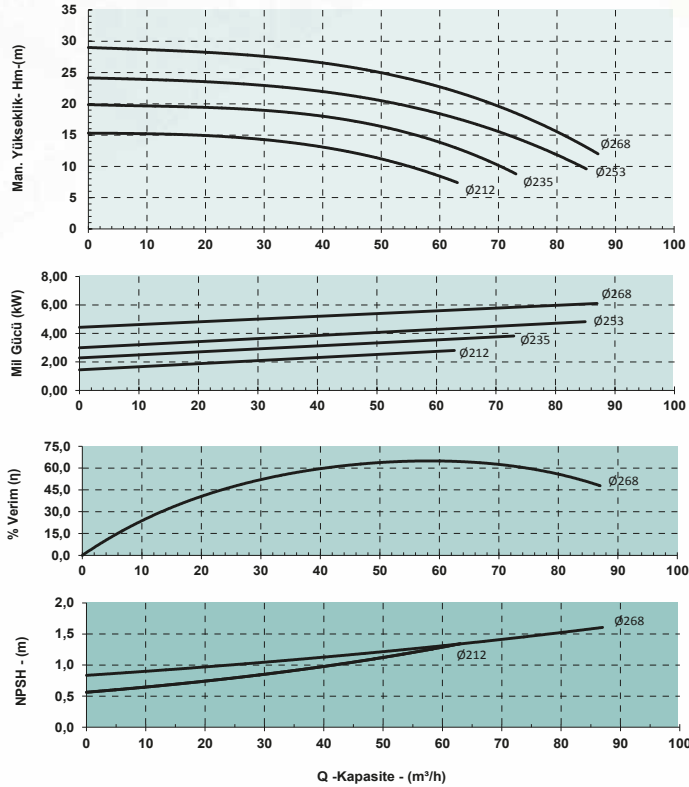 Man. Yükseklik- Hm-(m)
35
30
25
20
15
10
5
0
Ø268
Ø253
Ø235
Ø212
0 10 20 30 40 50 60 70 80 90 100
Mil Gücü (kW)
8,00
6,00
4,00
2,00
0,00
Ø268
Ø253
Ø235
Ø212
0 10 20 30 40 50 60 70 80 90 100
% Verim (η)
75,0
60,0
45,0
30,0
15,0
0,0
Ø268
0 10 20 30 40 50 60 70 80 90 100
NPSH - (m)
2,0
1,5
1,0
0,5
0,0
Ø268
Ø212
0 10 20 30 40 50 60 70 80 90 100
Q -Kapasite - (m³/h)